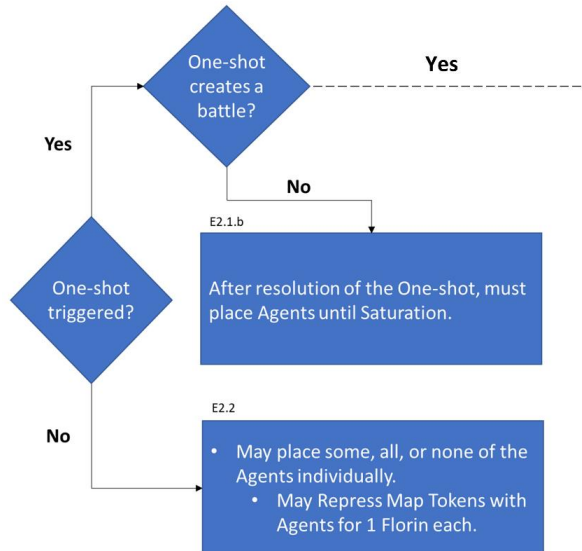 One-shot
creates a
battle?
Yes
Yes
No
E2.1.b
After resolution of the One-shot, must
place Agents until Saturation.
One-shot
triggered?
No
E2.2
• May place some, all, or none of the
Agents individually.
• May Repress Map Tokens with
Agents for 1 Florin each.